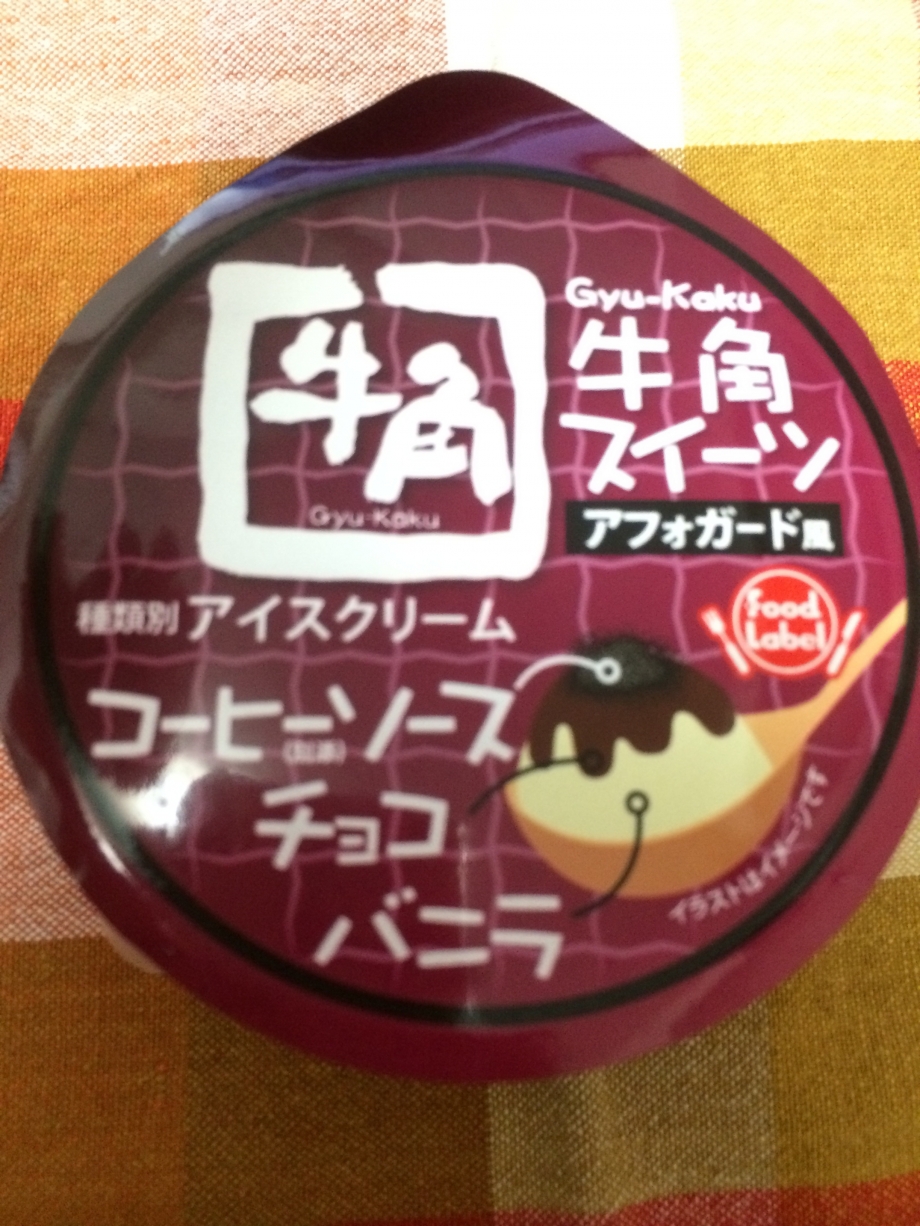 牛角
Gyu-Kaku
Gyu-Kaku
牛角
スイーツ
アフォガード風
Food
Label
種類別 アイスクリーム
コーヒーソース
(別添)
チョコ
バニラ
イラストはイメージです